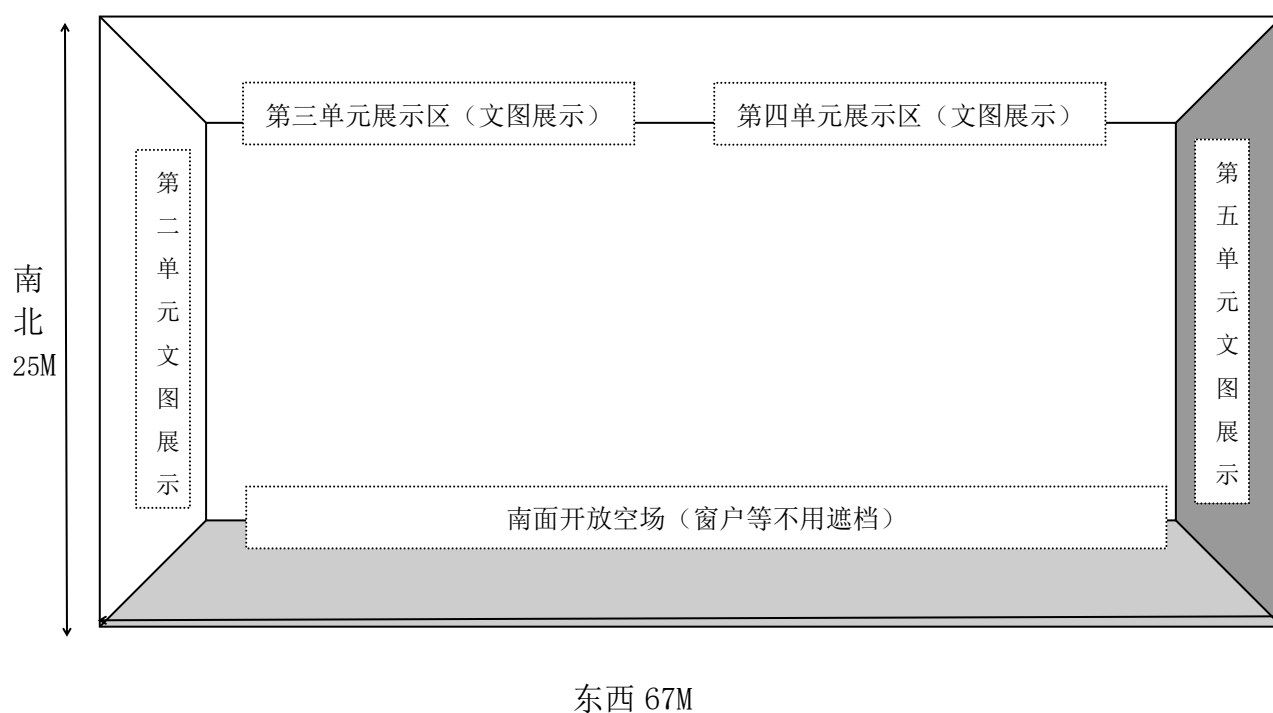 第三单元展示区（文图展示）
第四单元展示区（文图展示）
第二单元文图展示
第五单元文图展示
南北
25M
南面开放空场（窗户等不用遮档）
东西 67M